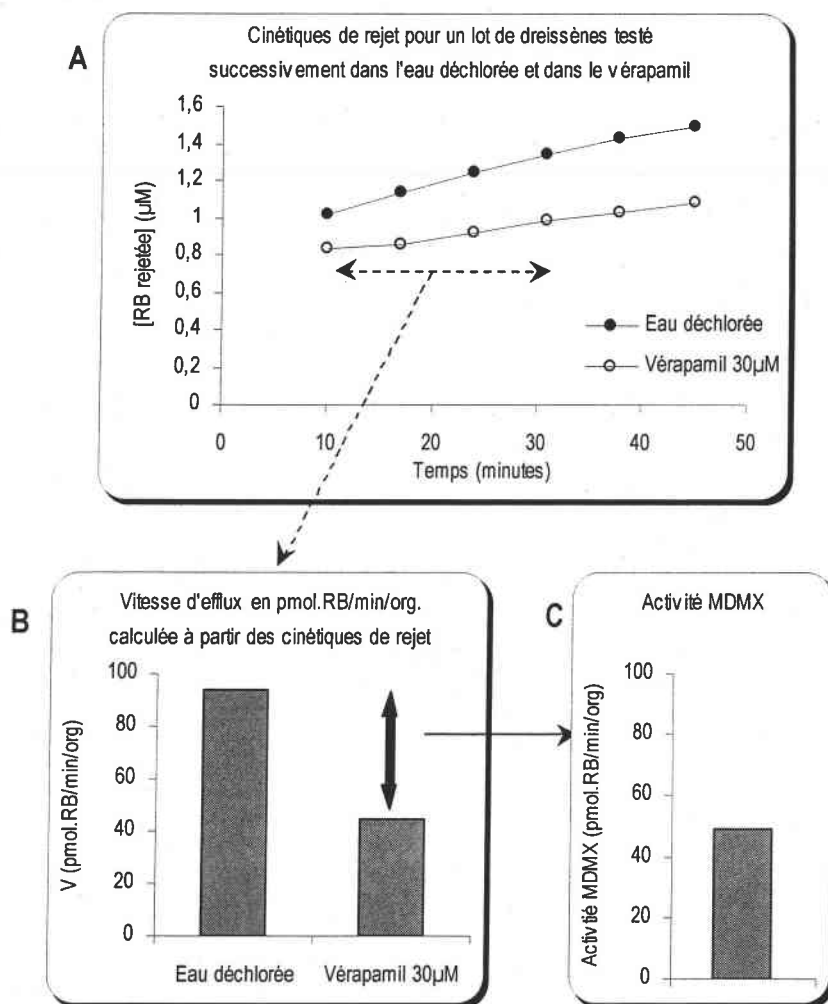 A
Cinétiques de rejet pour un lot de dreissènes testé
successivement dans l'eau déchlorée et dans le vérapamil
[RB rejetée] (µM)
1,6
1,4
1,2
1
0,8
0,6
0,4
0,2
0
0 10 20 30 40 50
Temps (minutes)
Eau déchlorée
Vérapamil 30µM
B
Vitesse d'efflux en pmol.RB/min/org.
calculée à partir des cinétiques de rejet
V (pmol.RB/min/org)
100
80
60
40
20
0
Eau déchlorée Vérapamil 30µM
C
Activité MDMX
Activité MDMX (pmol.RB/min/org)
100
80
60
40
20
0